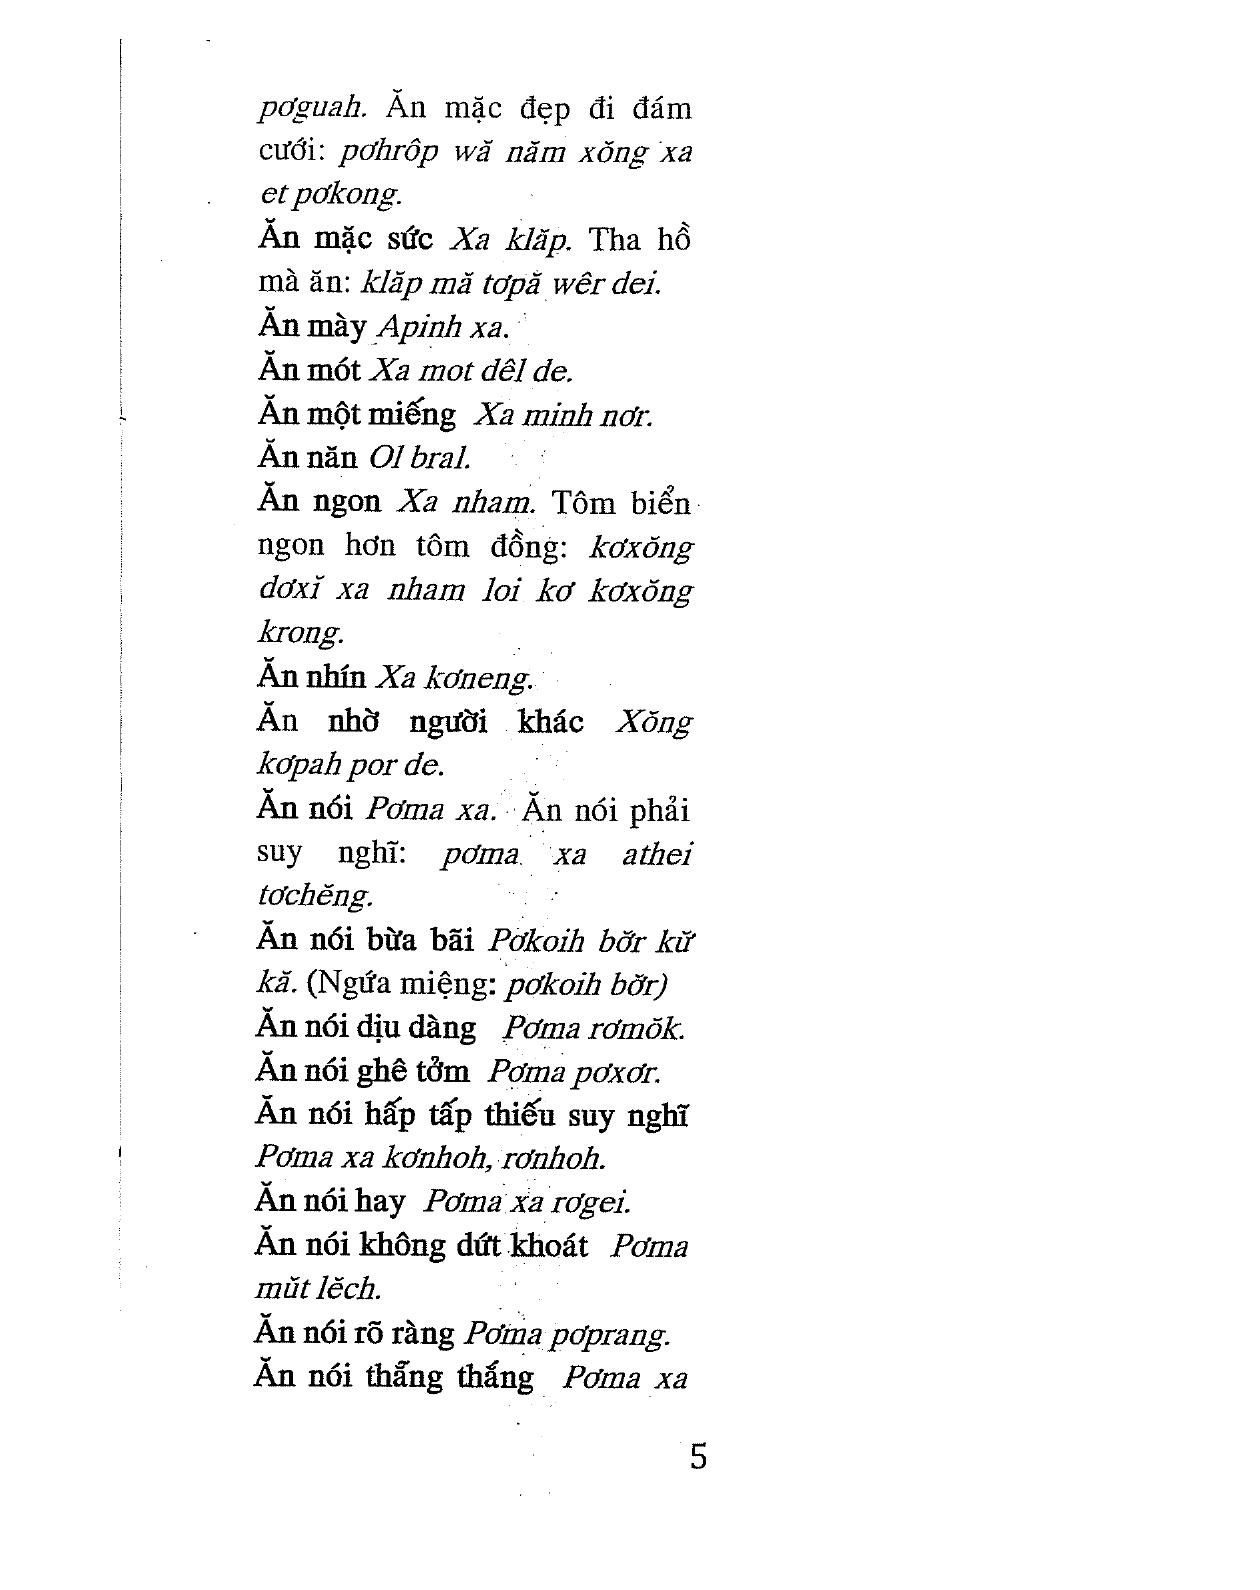 pơguah. Ăn mặc đẹp đi đám
cưới: pơhrôp wă năm xŏng xa
et pơkong.
Ăn mặc sức Xa klăp. Tha hồ
mà ăn: klăp mă tơpă wêr dei.
Ăn mày Apinh xa.
Ăn mót Xa mot dêl de.
Ăn một miếng Xa minh nơr.
Ăn năn Ol bral.
Ăn ngon Xa nham. Tôm biển
ngon hơn tôm đồng: kơxŏng
dơxĭ xa nham loi kơ kơxŏng
krong.
Ăn nhín Xa kơneng.
Ăn nhờ người khác Xŏng
kơpah por de.
Ăn nói Pơma xa. Ăn nói phải
suy nghĩ: pơma xa athei
tơchĕng.
Ăn nói bừa bãi Pơkoih bơ̆r kư̆
kă. (Ngứa miệng: pơkoih bơ̆r)
Ăn nói dịu dàng Pơma rơmŏk.
Ăn nói ghê tởm Pơma pơxơr.
Ăn nói hấp tấp thiếu suy nghĩ
Pơma xa kơnhoh, rơnhoh.
Ăn nói hay Pơma xa rơgei.
Ăn nói không dứt khoát Pơma
mŭt lĕch.
Ăn nói rõ ràng Pơma pơprang.
Ăn nói thẳng thắng Pơma xa
5